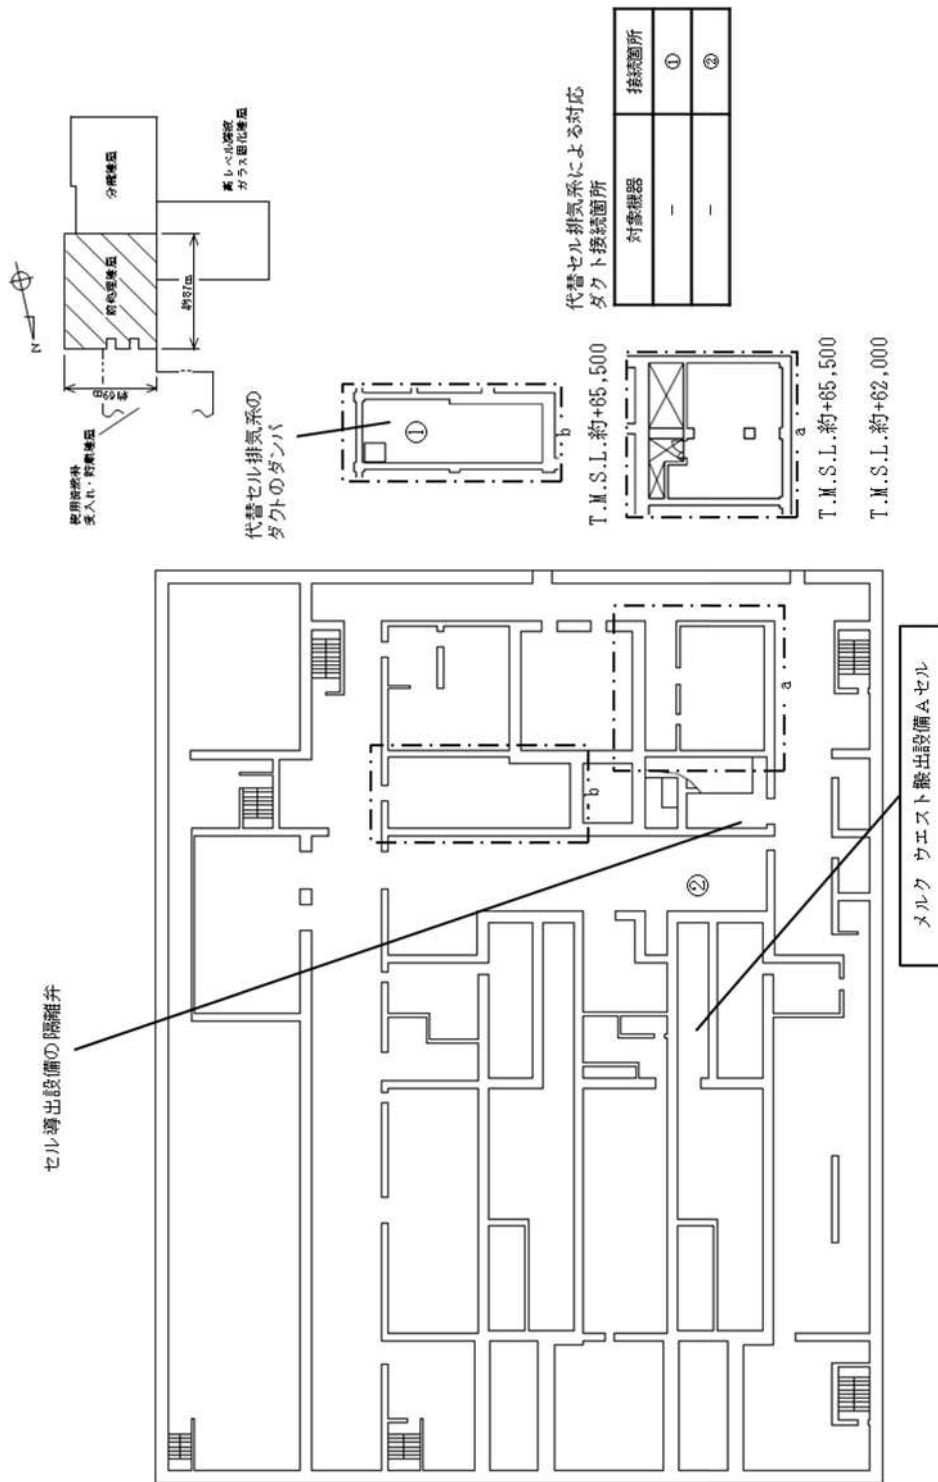 N
使用済燃料
受入れ・貯蔵建屋
前処理建屋
分離建屋
高レベル廃液
ガラス固化建屋
約69m
約87m
代替セル排気系の
ダクトのダンパ
①
b
T.M.S.L.約+65,500
a
T.M.S.L.約+65,500
T.M.S.L.約+62,000
代替セル排気系による対応
ダクト接続箇所
対象機器 接続箇所
－ ①
－ ②
セル導出設備の隔離弁
b
a
②
メルク ウエスト搬出設備Aセル